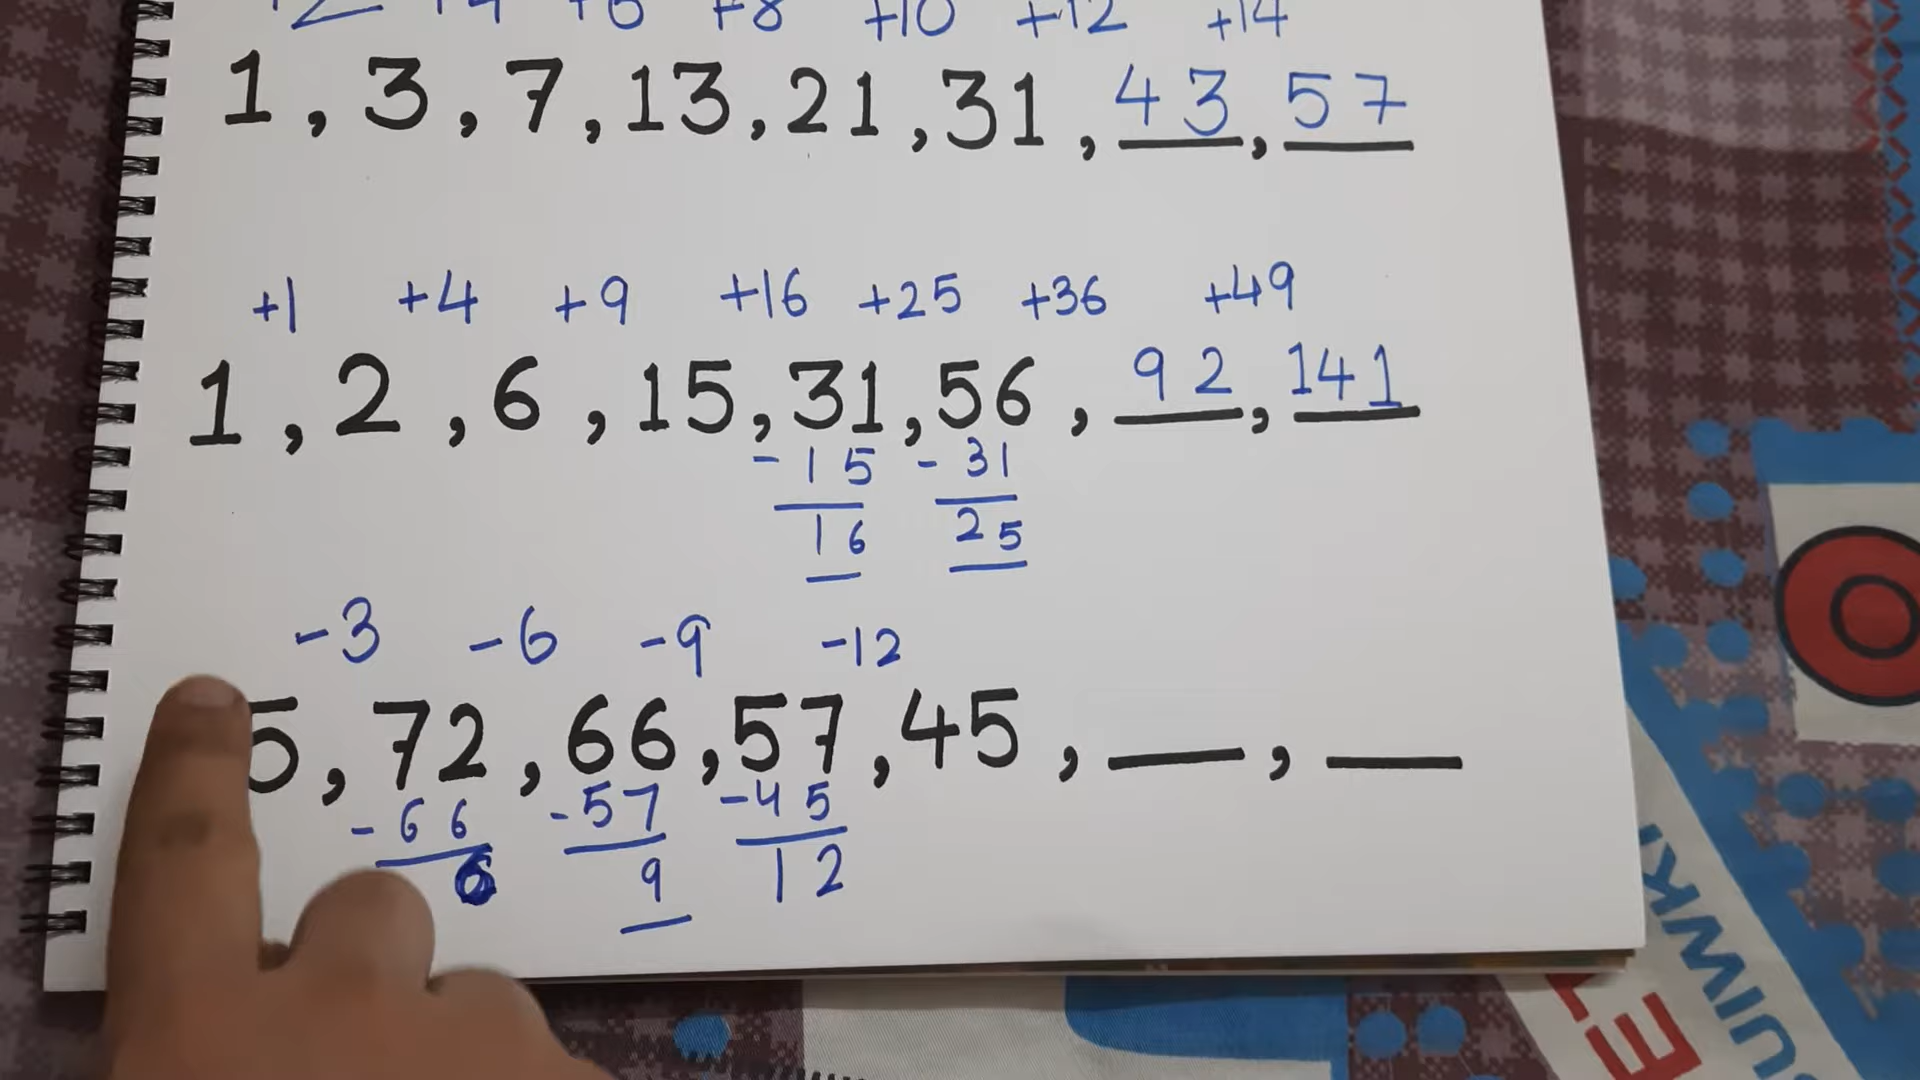 +4 +6 +8 +10 +12 +14
1, 3, 7, 13, 21, 31, 43, 57
+1 +4 +9 +16 +25 +36 +49
1, 2, 6, 15, 31, 56, 92, 141
-15 -31
16 25
-3 -6 -9 -12
5, 72, 66, 57, 45, __, __
-66 -57 -45
6 9 12